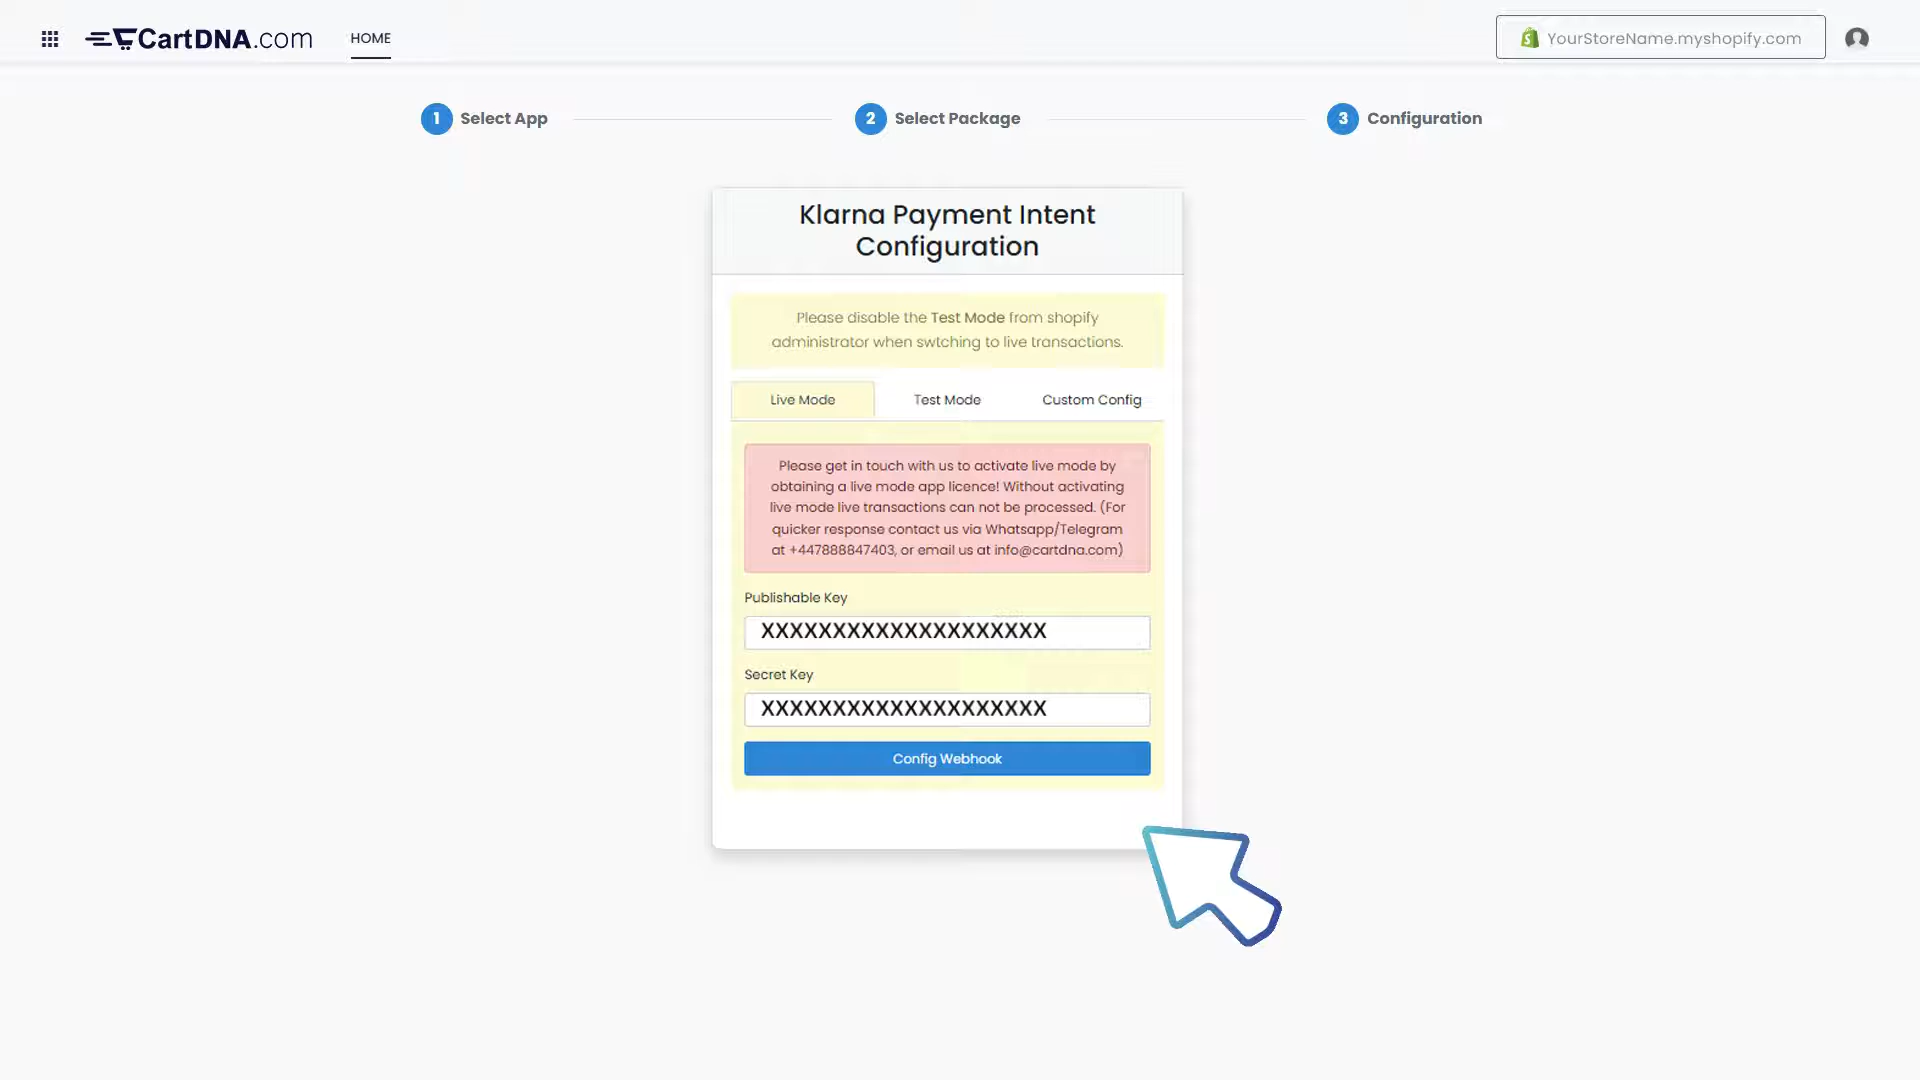 CartDNA.com
HOME
YourStoreName.myshopify.com
1 Select App
2 Select Package
3 Configuration
Klarna Payment Intent
Configuration
Please disable the Test Mode from shopify
administrator when swtching to live transactions.
Live Mode
Test Mode
Custom Config
Please get in touch with us to activate live mode by
obtaining a live mode app licence! Without activating
live mode live transactions can not be processed. (For
quicker response contact us via Whatsapp/Telegram
at +447888847403, or email us at info@cartdna.com)
Publishable Key
XXXXXXXXXXXXXXXXXXXX
Secret Key
XXXXXXXXXXXXXXXXXXXX
Config Webhook